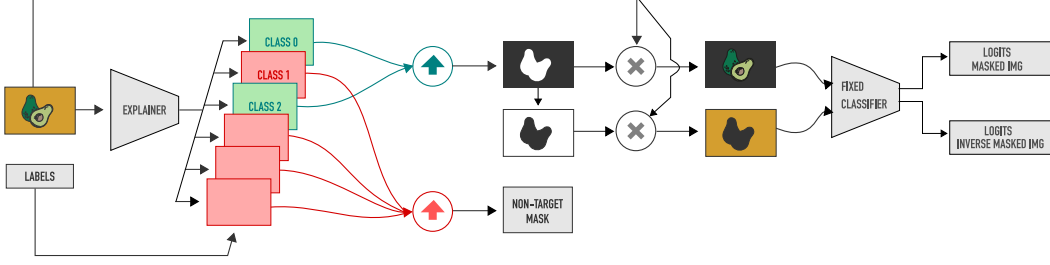 CLASS 0
CLASS 1
CLASS 2
EXPLAINER
LABELS
NON-TARGET
MASK
FIXED
CLASSIFIER
LOGITS
MASKED IMG
LOGITS
INVERSE MASKED IMG